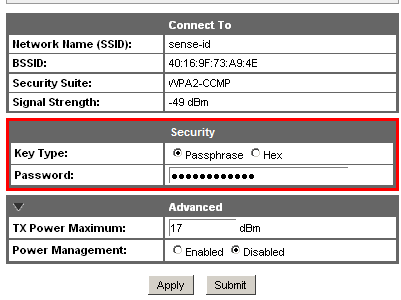 Connect To
Network Name (SSID): sense-id
BSSID: 40:16:9F:73:A9:4E
Security Suite: WPA2-CCMP
Signal Strength: -49 dBm
Security
Key Type: Passphrase Hex
Password: ●●●●●●●●●●●●
Advanced
TX Power Maximum: 17 dBm
Power Management: Enabled Disabled
Apply Submit